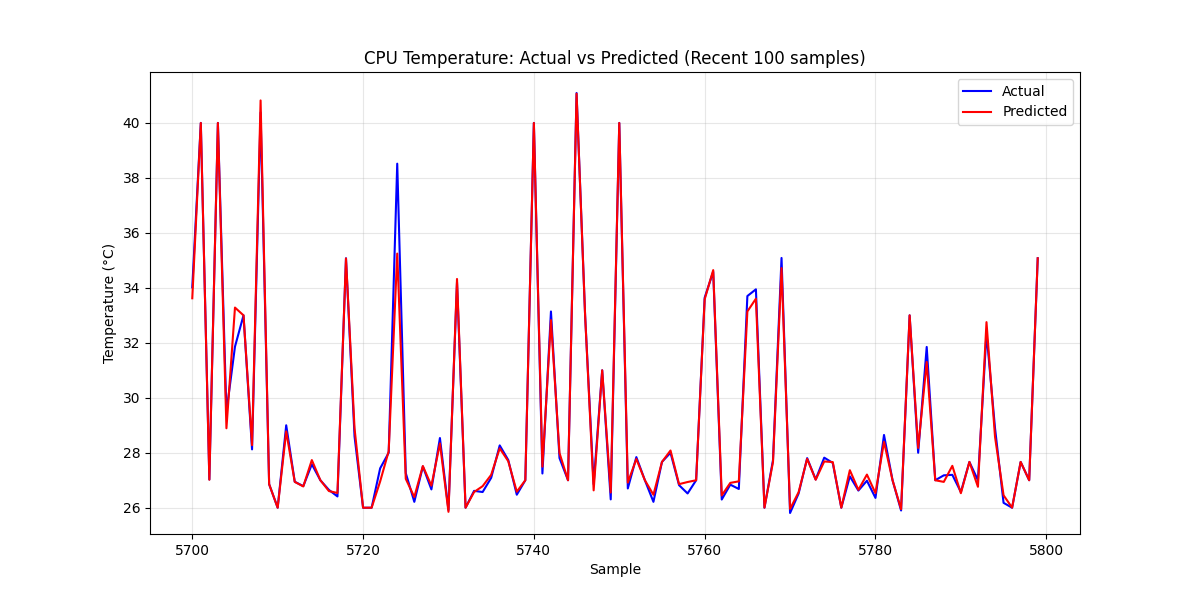 CPU Temperature: Actual vs Predicted (Recent 100 samples)
Actual
Predicted
Temperature (°C)
40
38
36
34
32
30
28
26
5700 5720 5740 5760 5780 5800
Sample